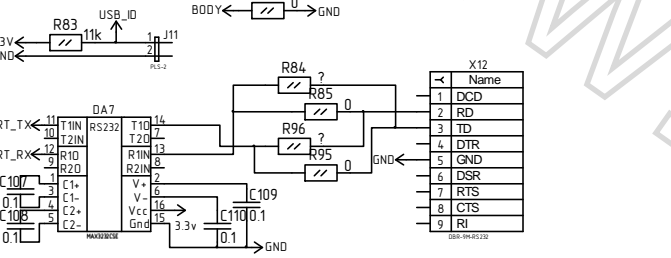 BODY 0 GND
USB_ID
R83 11k
3V
ND
1 J11
2
PLS-2
R84 ?
R85 0
R96 ?
R95 0
X12
Name
1 DCD
2 RD
3 TD
4 DTR
GND 5 GND
6 DSR
7 RTS
8 CTS
9 RI
DBR-9M-RS232
DA7
RT_TX 11 T1IN RS232 T1O 14
10 T2IN T2O 7
RT_RX 12 R1O R1IN 13
9 R2O R2IN 8
C107 1 C1+ V+ 2
0.1 3 C1- V- 6
C108 4 C2+ Vcc 16 3.3v
0.1 5 C2- Gnd 15
MAX3232CSE
C109
0.1
C110
0.1
GND
W